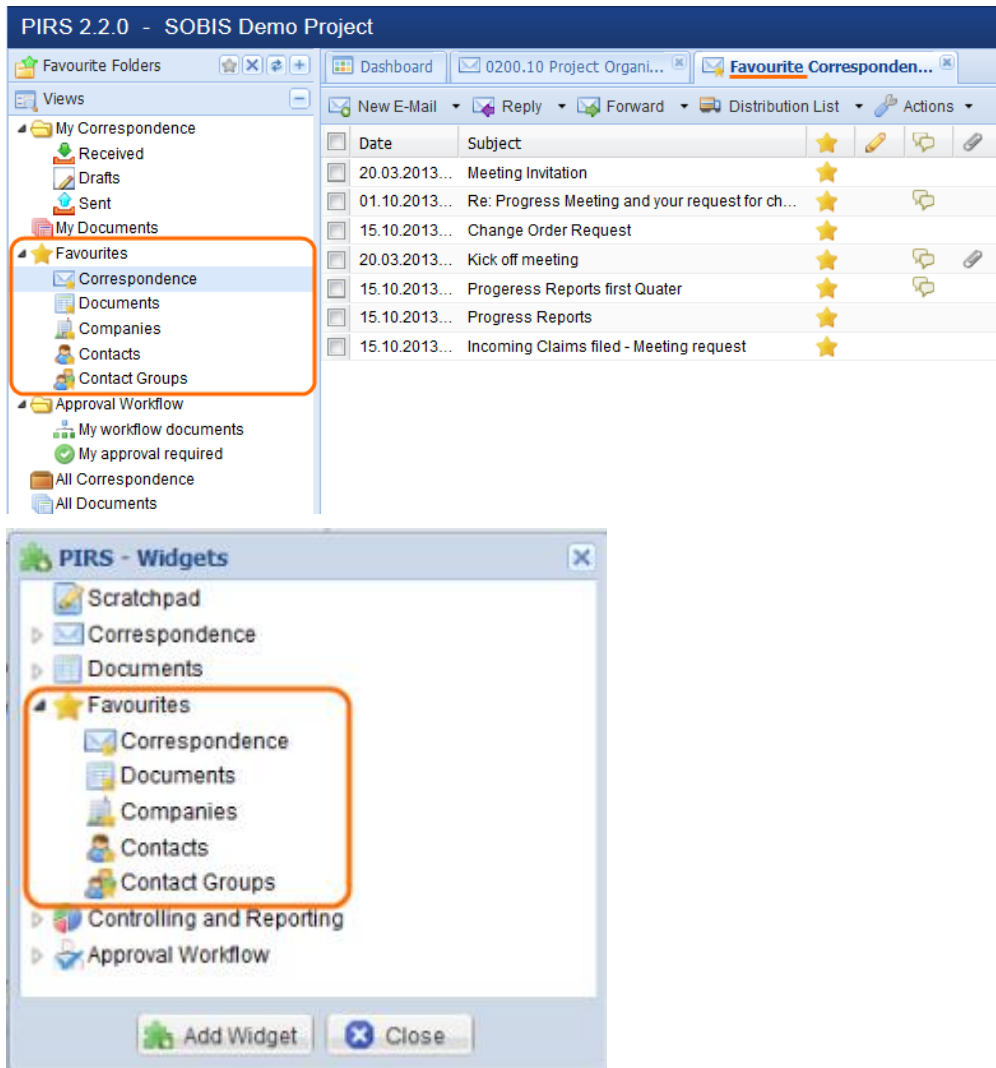 PIRS 2.2.0 - SOBIS Demo Project
Favourite Folders
Views
My Correspondence
Received
Drafts
Sent
My Documents
Favourites
Correspondence
Documents
Companies
Contacts
Contact Groups
Approval Workflow
My workflow documents
My approval required
All Correspondence
All Documents
Dashboard 0200.10 Project Organi... Favourite Corresponden...
New E-Mail Reply Forward Distribution List Actions
Date Subject
20.03.2013... Meeting Invitation
01.10.2013... Re: Progress Meeting and your request for ch...
15.10.2013... Change Order Request
20.03.2013... Kick off meeting
15.10.2013... Progeress Reports first Quater
15.10.2013... Progress Reports
15.10.2013... Incoming Claims filed - Meeting request
PIRS - Widgets
Scratchpad
Correspondence
Documents
Favourites
Correspondence
Documents
Companies
Contacts
Contact Groups
Controlling and Reporting
Approval Workflow
Add Widget Close